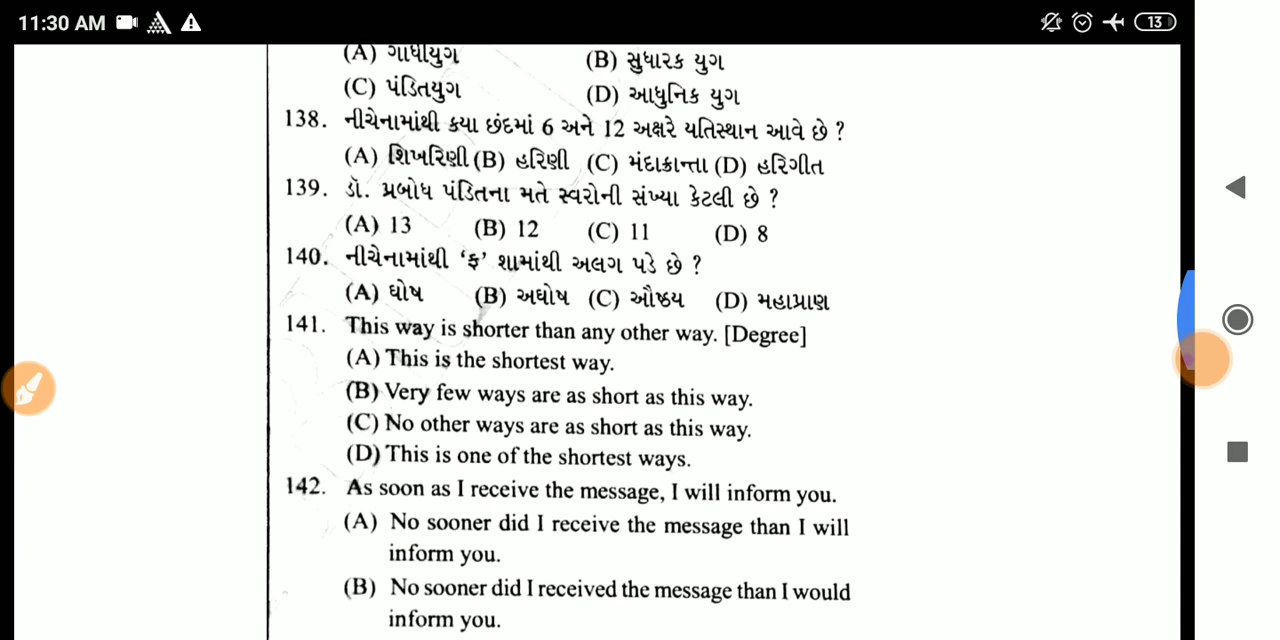 11:30 AM
13
(A) ગાંધીયુગ (B) સુધારક યુગ
(C) પંડિતયુગ (D) આધુનિક યુગ
138. નીચેનામાંથી કયા છંદમાં 6 અને 12 અક્ષરે યતિસ્થાન આવે છે ?
(A) શિખરિણી (B) હરિણી (C) મંદાક્રાન્તા (D) હરિગીત
139. ડૉ. પ્રબોધ પંડિતના મતે સ્વરોની સંખ્યા કેટલી છે ?
(A) 13 (B) 12 (C) 11 (D) 8
140. નીચેનામાંથી ‘ફ’ શામાંથી અલગ પડે છે ?
(A) ઘોષ (B) અઘોષ (C) ઔષ્ઠય (D) મહાપ્રાણ
141. This way is shorter than any other way. [Degree]
(A) This is the shortest way.
(B) Very few ways are as short as this way.
(C) No other ways are as short as this way.
(D) This is one of the shortest ways.
142. As soon as I receive the message, I will inform you.
(A) No sooner did I receive the message than I will
inform you.
(B) No sooner did I received the message than I would
inform you.